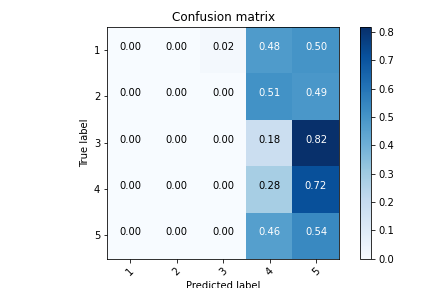 Confusion matrix
True label
1 0.00 0.00 0.02 0.48 0.50
2 0.00 0.00 0.00 0.51 0.49
3 0.00 0.00 0.00 0.18 0.82
4 0.00 0.00 0.00 0.28 0.72
5 0.00 0.00 0.00 0.46 0.54
1 2 3 4 5
Predicted label
0.8
0.7
0.6
0.5
0.4
0.3
0.2
0.1
0.0